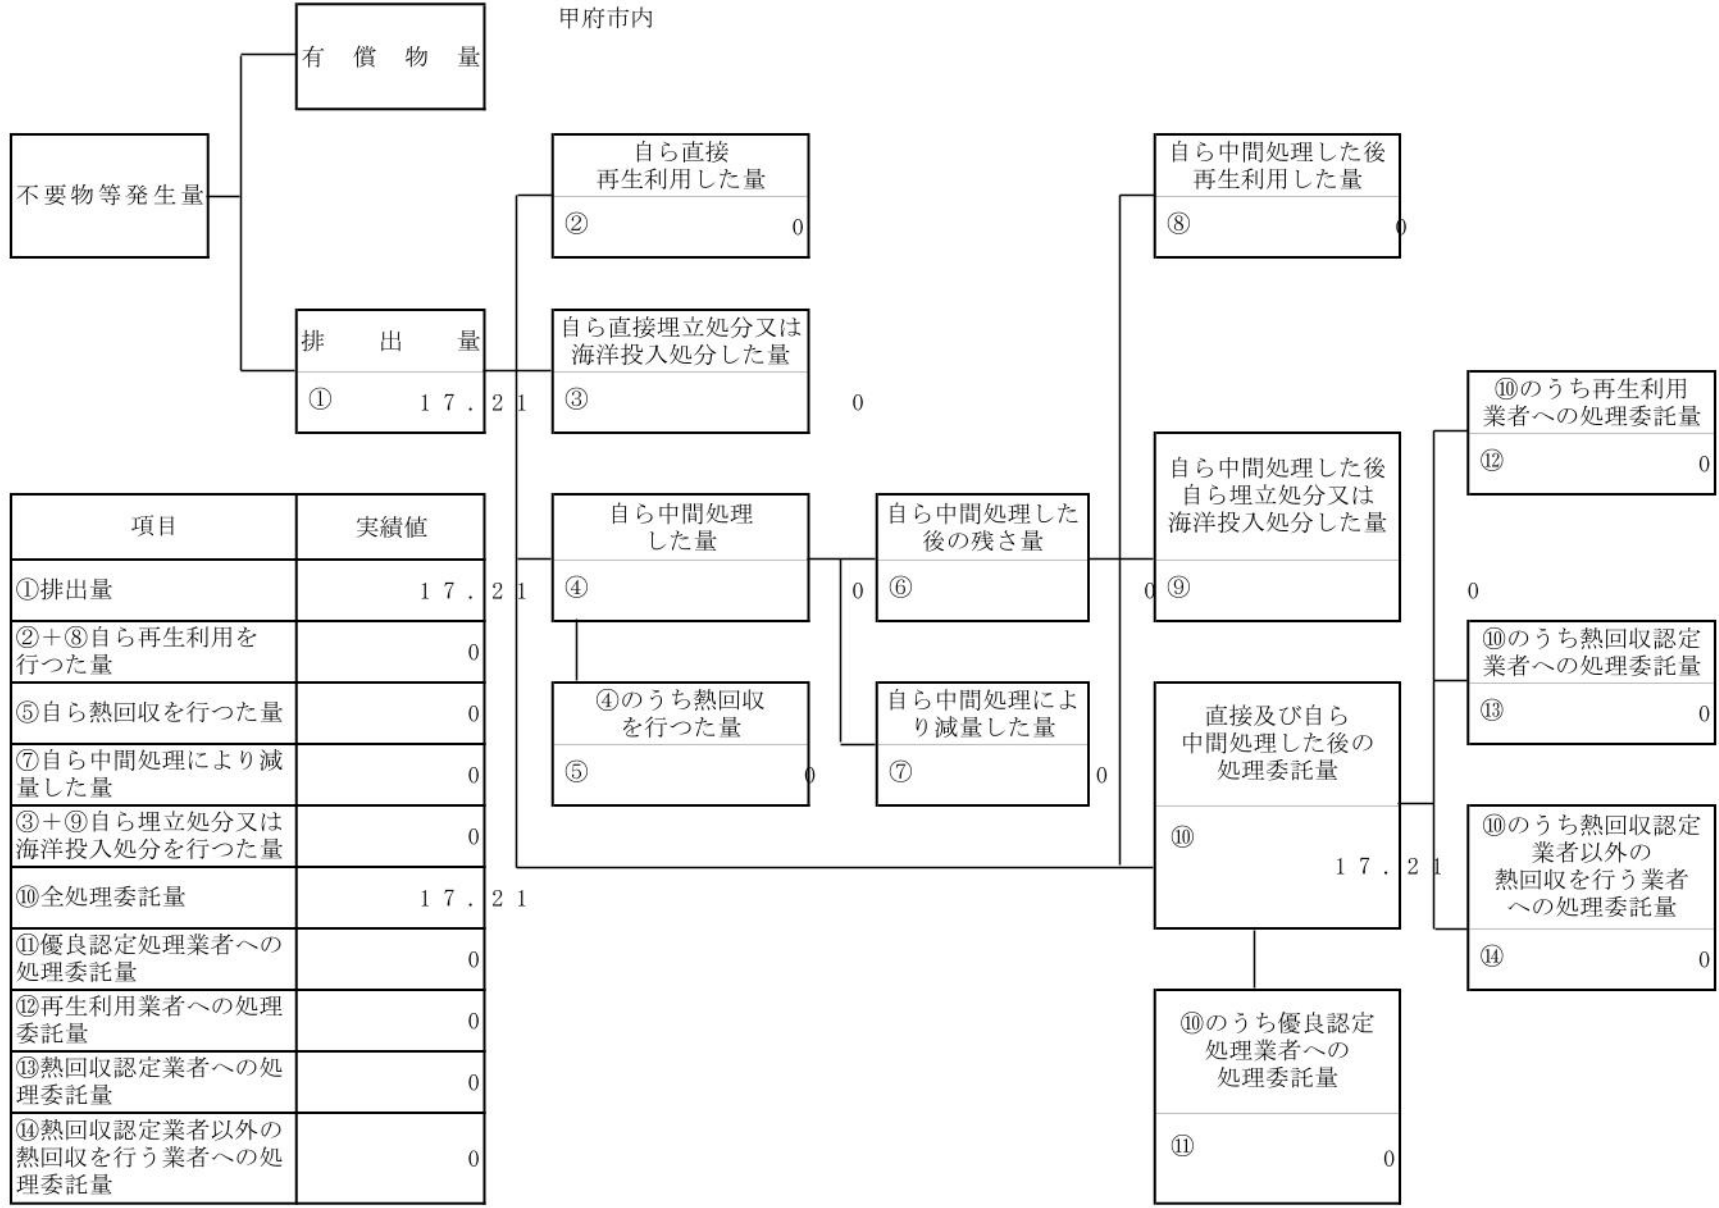 甲府市内
有償物量
不要物等発生量
自ら直接
再生利用した量
② 0
自ら中間処理した後
再生利用した量
⑧ 0
排出量
① 17.21
自ら直接埋立処分又は
海洋投入処分した量
③ 0
⑩のうち再生利用
業者への処理委託量
⑫ 0
自ら中間処理
した量
④ 0
自ら中間処理した
後の残さ量
⑥ 0
自ら中間処理した後
自ら埋立処分又は
海洋投入処分した量
⑨ 0
⑩のうち熱回収認定
業者への処理委託量
⑬ 0
④のうち熱回収
を行つた量
⑤ 0
自ら中間処理によ
り減量した量
⑦ 0
直接及び自ら
中間処理した後の
処理委託量
⑩ 17.21
⑩のうち熱回収認定
業者以外の
熱回収を行う業者
への処理委託量
⑭ 0
⑩のうち優良認定
処理業者への
処理委託量
⑪ 0
項目 実績値
①排出量 17.21
②＋⑧自ら再生利用を
行つた量 0
⑤自ら熱回収を行つた量 0
⑦自ら中間処理により減
量した量 0
③＋⑨自ら埋立処分又は
海洋投入処分を行つた量 0
⑩全処理委託量 17.21
⑪優良認定処理業者への
処理委託量 0
⑫再生利用業者への処理
委託量 0
⑬熱回収認定業者への処
理委託量 0
⑭熱回収認定業者以外の
熱回収を行う業者への処
理委託量 0